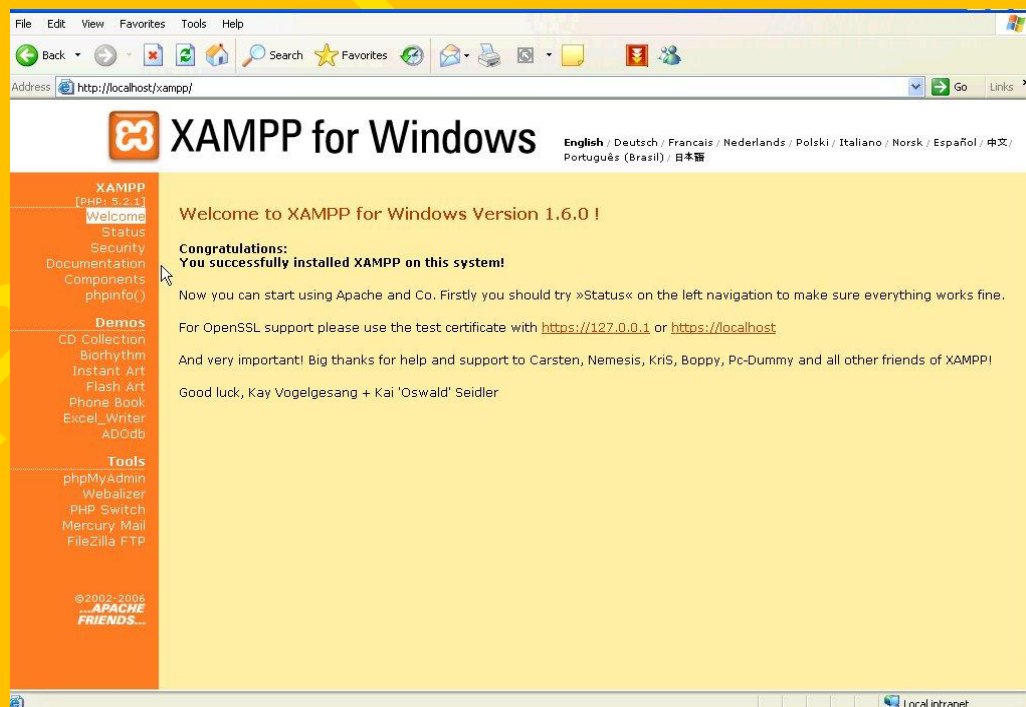 File Edit View Favorites Tools Help
Back Search Favorites
Address http://localhost/xampp/ Go Links
XAMPP for Windows
English / Deutsch / Francais / Nederlands / Polski / Italiano / Norsk / Español / 中文 /
Português (Brasil) / 日本語
XAMPP
[PHP: 5.2.1]
Welcome
Status
Security
Documentation
Components
phpinfo()
Demos
CD Collection
Biorhythm
Instant Art
Flash Art
Phone Book
Excel_Writer
ADOdb
Tools
phpMyAdmin
Webalizer
PHP Switch
Mercury Mail
FileZilla FTP
©2002-2006
...APACHE
FRIENDS...
Welcome to XAMPP for Windows Version 1.6.0 !
Congratulations:
You successfully installed XAMPP on this system!
Now you can start using Apache and Co. Firstly you should try »Status« on the left navigation to make sure everything works fine.
For OpenSSL support please use the test certificate with https://127.0.0.1 or https://localhost
And very important! Big thanks for help and support to Carsten, Nemesis, KriS, Boppy, Pc-Dummy and all other friends of XAMPP!
Good luck, Kay Vogelgesang + Kai 'Oswald' Seidler
Local intranet